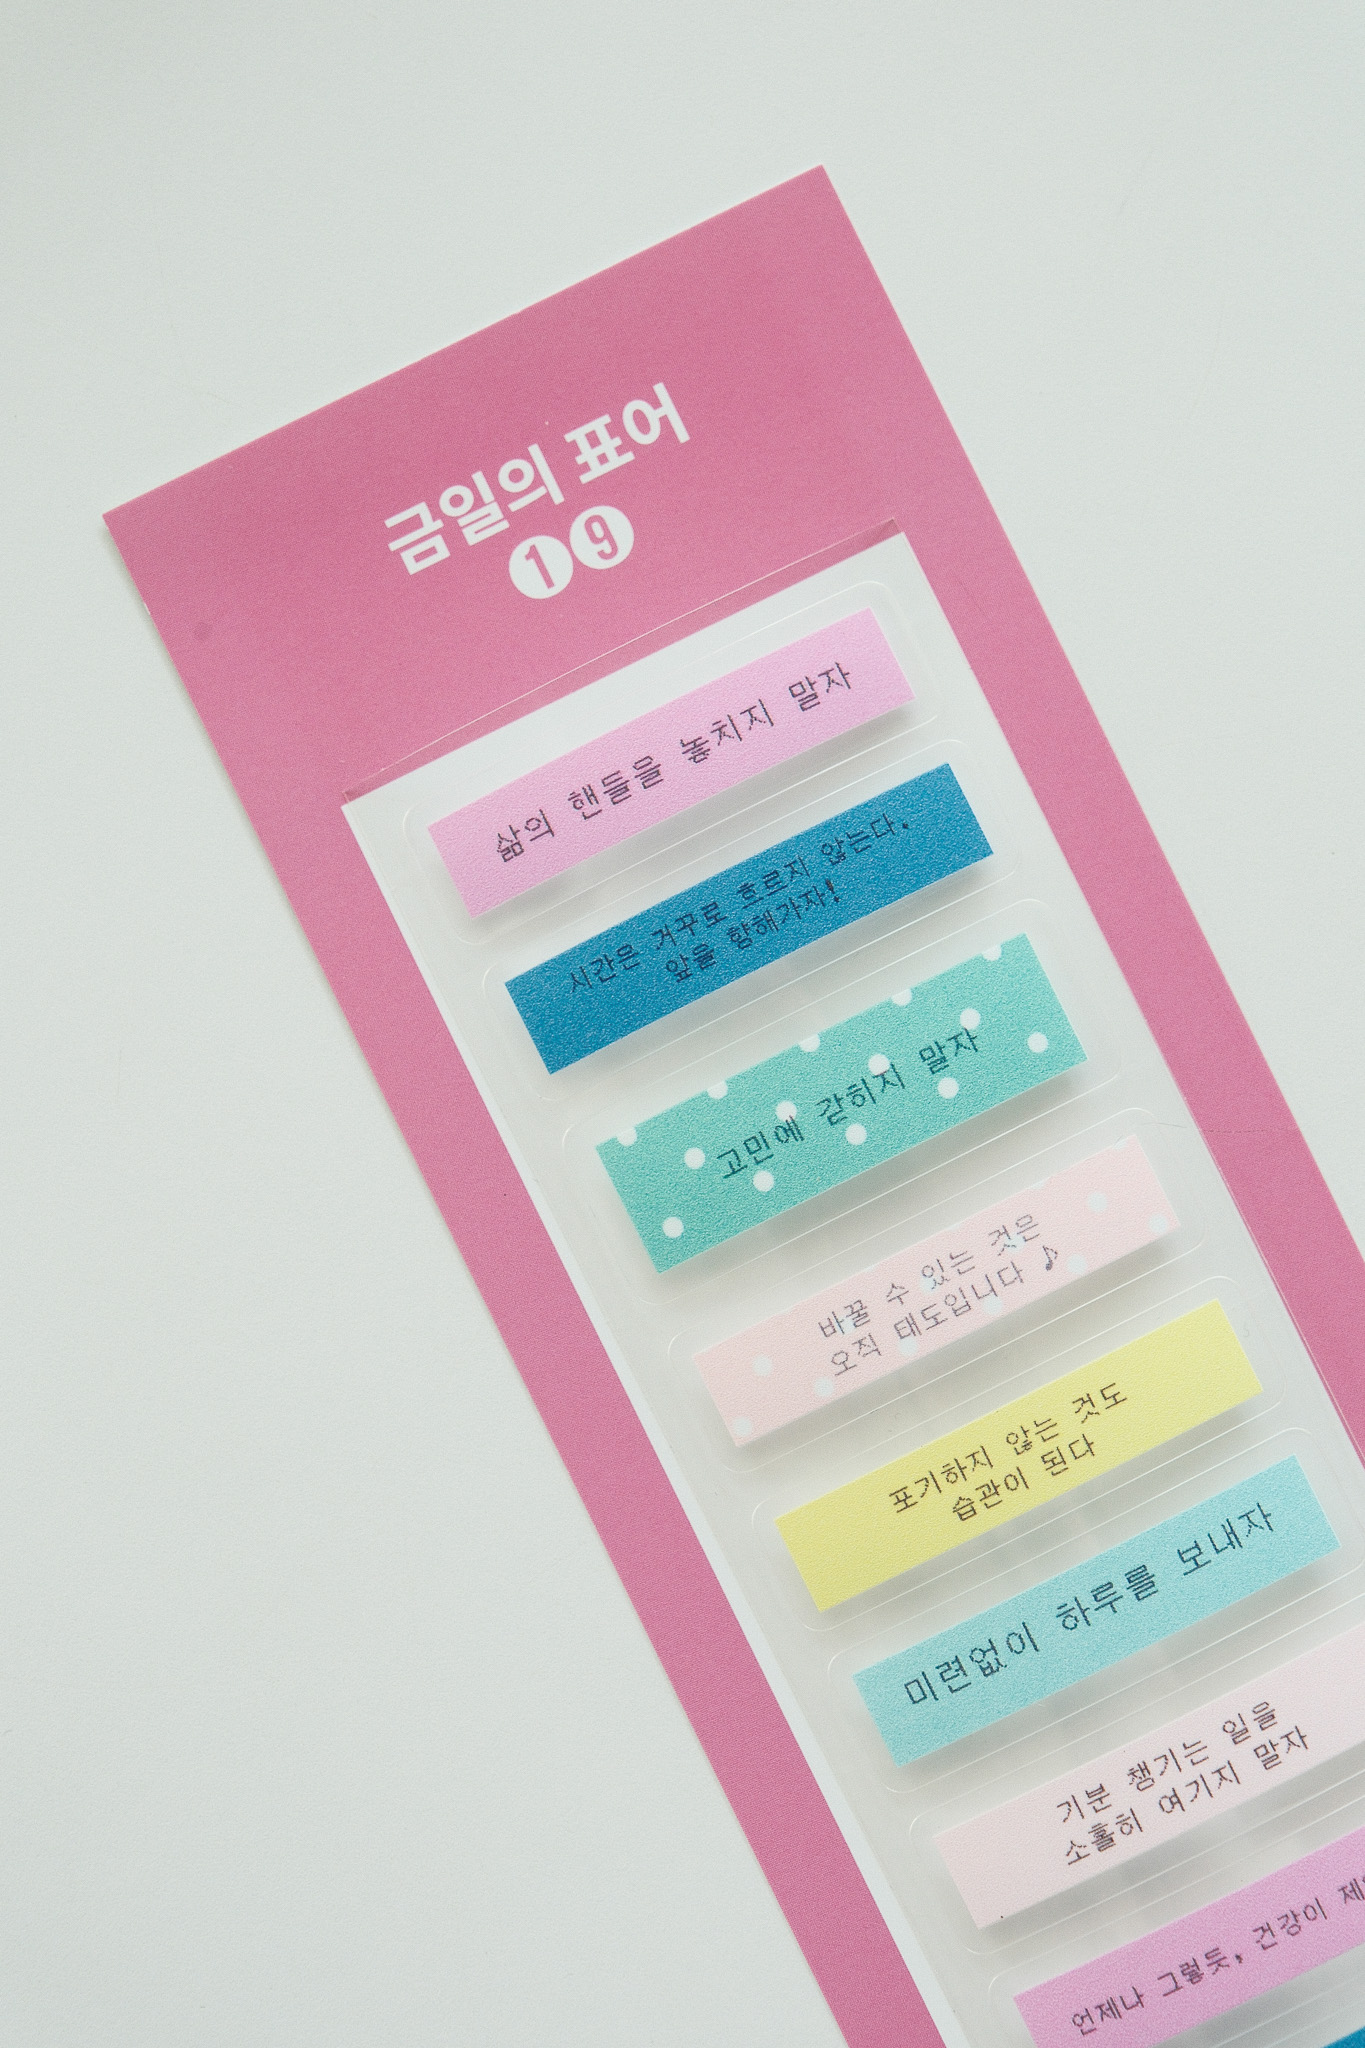 금일의 표어
19
삶의 핸들을 놓치지 말자
시간은 거꾸로 흐르지 않는다.
앞을 향해가자!
고민에 갇히지 말자
바꿀 수 있는 것은
오직 태도입니다 ♪
포기하지 않는 것도
습관이 된다
미련없이 하루를 보내자
기분 챙기는 일을
소홀히 여기지 말자
언제나 그렇듯, 건강이